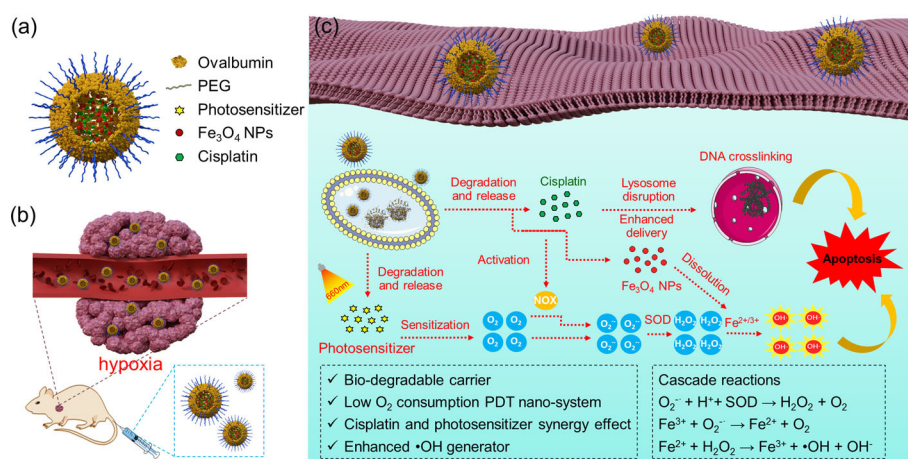 (a)
Ovalbumin
PEG
Photosensitizer
Fe₃O₄ NPs
Cisplatin
(b)
hypoxia
(c)
Degradation
and release
Cisplatin
Lysosome
disruption
DNA crosslinking
Enhanced
delivery
Activation
Fe₃O₄ NPs
Dissolution
Apoptosis
660nm
Degradation
and release
Photosensitizer
Sensitization
NOX
O₂ O₂
O₂ O₂
O₂⁻· O₂⁻·
O₂⁻· O₂⁻·
SOD
H₂O₂ H₂O₂
H₂O₂ H₂O₂
Fe²⁺/³⁺
OH· OH·
OH· OH·
✓ Bio-degradable carrier
✓ Low O₂ consumption PDT nano-system
✓ Cisplatin and photosensitizer synergy effect
✓ Enhanced •OH generator
Cascade reactions
O₂⁻· + H⁺+ SOD → H₂O₂ + O₂
Fe³⁺ + O₂⁻· → Fe²⁺ + O₂
Fe²⁺ + H₂O₂ → Fe³⁺ + •OH + OH⁻